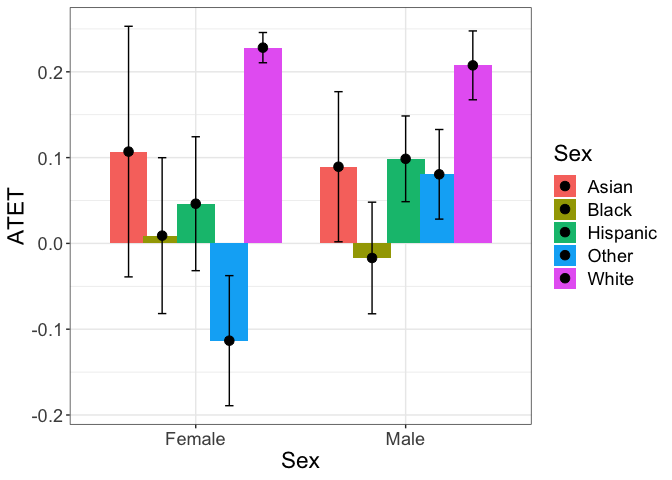 ATET
0.2
0.1
0.0
-0.1
-0.2
Female
Male
Sex
Sex
Asian
Black
Hispanic
Other
White